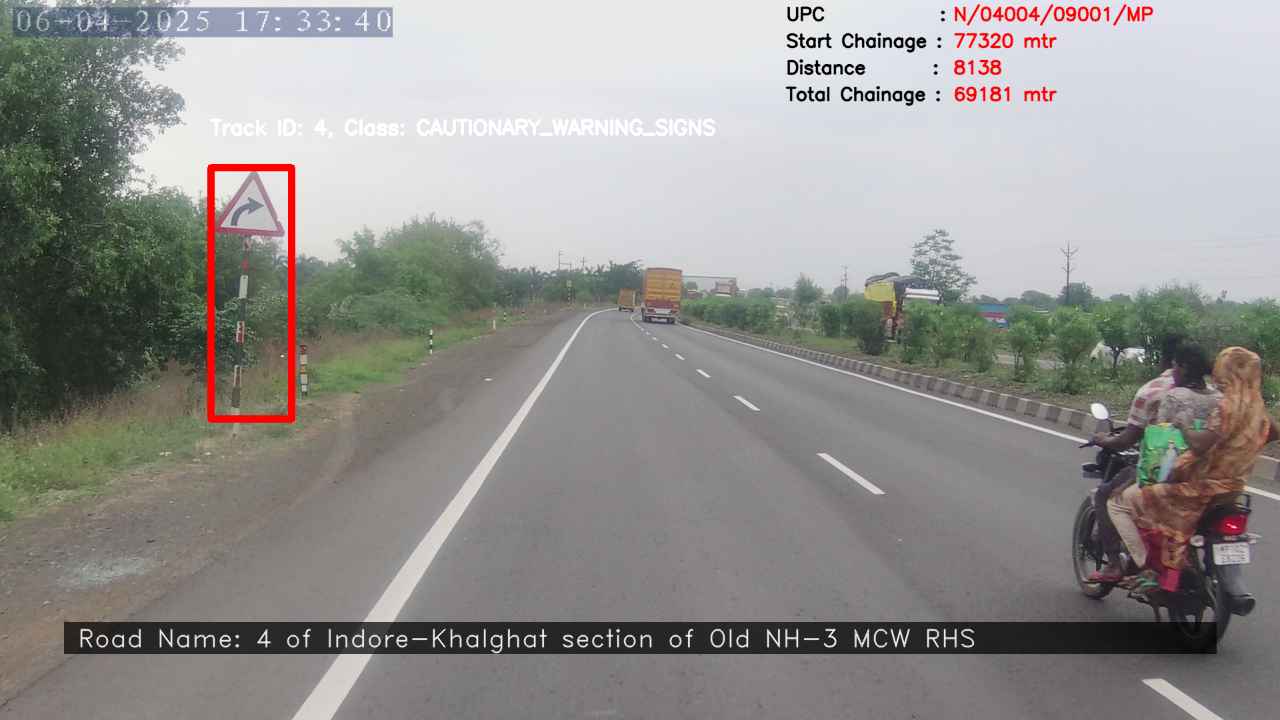 06-04-2025 17:33:40
UPC : N/04004/09001/MP
Start Chainage : 77320 mtr
Distance : 8138
Total Chainage : 69181 mtr
Track ID: 4, Class: CAUTIONARY_WARNING_SIGNS
Road Name: 4 of Indore-Khalghat section of Old NH-3 MCW RHS